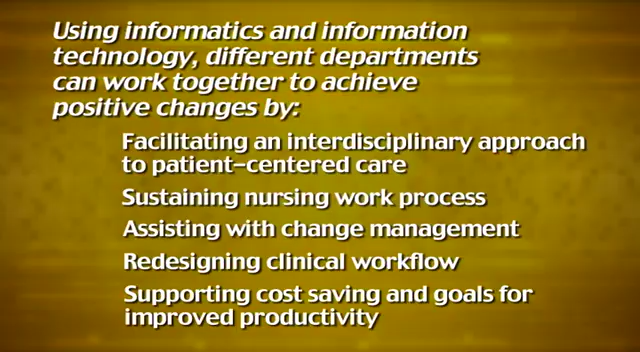 Using informatics and information
technology, different departments
can work together to achieve
positive changes by:
Facilitating an interdisciplinary approach
to patient-centered care
Sustaining nursing work process
Assisting with change management
Redesigning clinical workflow
Supporting cost saving and goals for
improved productivity